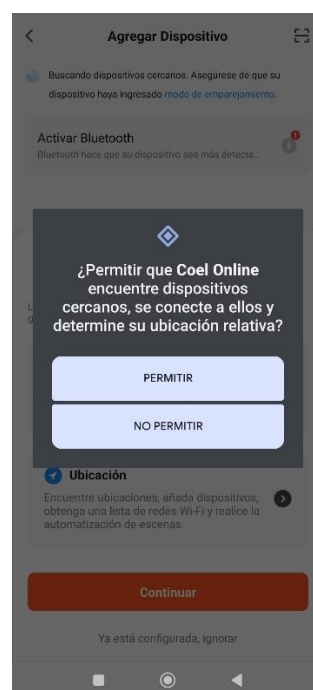 Agregar Dispositivo
Buscando dispositivos cercanos. Asegúrese de que su
dispositivo haya ingresado modo de emparejamiento.
Activar Bluetooth
Bluetooth hace que su dispositivo sea más detecta...
¿Permitir que Coel Online
encuentre dispositivos
cercanos, se conecte a ellos y
determine su ubicación relativa?
PERMITIR
NO PERMITIR
Ubicación
Encuentre ubicaciones, añada dispositivos,
obtenga una lista de redes Wi-Fi y realice la
automatización de escenas.
Continuar
Ya está configurada, ignorar